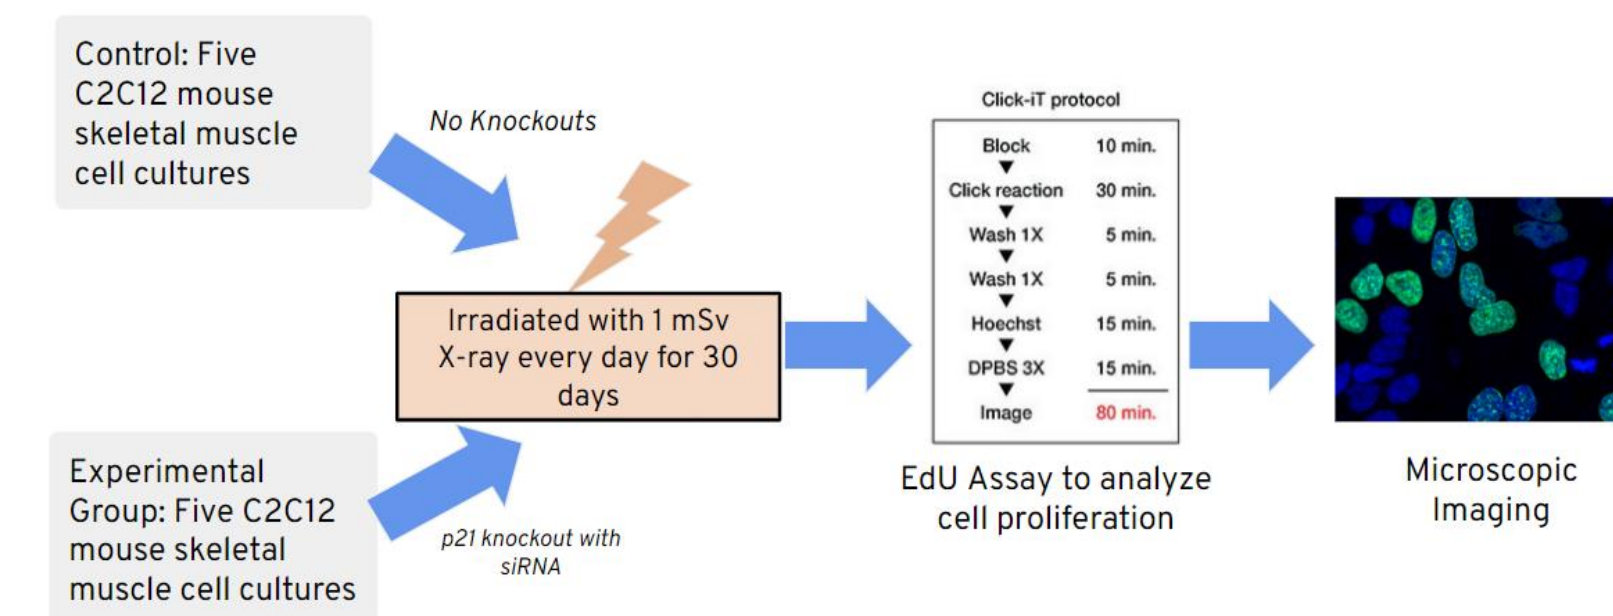 Control: Five
C2C12 mouse
skeletal muscle
cell cultures
No Knockouts
Irradiated with 1 mSv
X-ray every day for 30
days
Experimental
Group: Five C2C12
mouse skeletal
muscle cell cultures
p21 knockout with
siRNA
Click-iT protocol
Block 10 min.
Click reaction 30 min.
Wash 1X 5 min.
Wash 1X 5 min.
Hoechst 15 min.
DPBS 3X 15 min.
Image 80 min.
EdU Assay to analyze
cell proliferation
Microscopic
Imaging